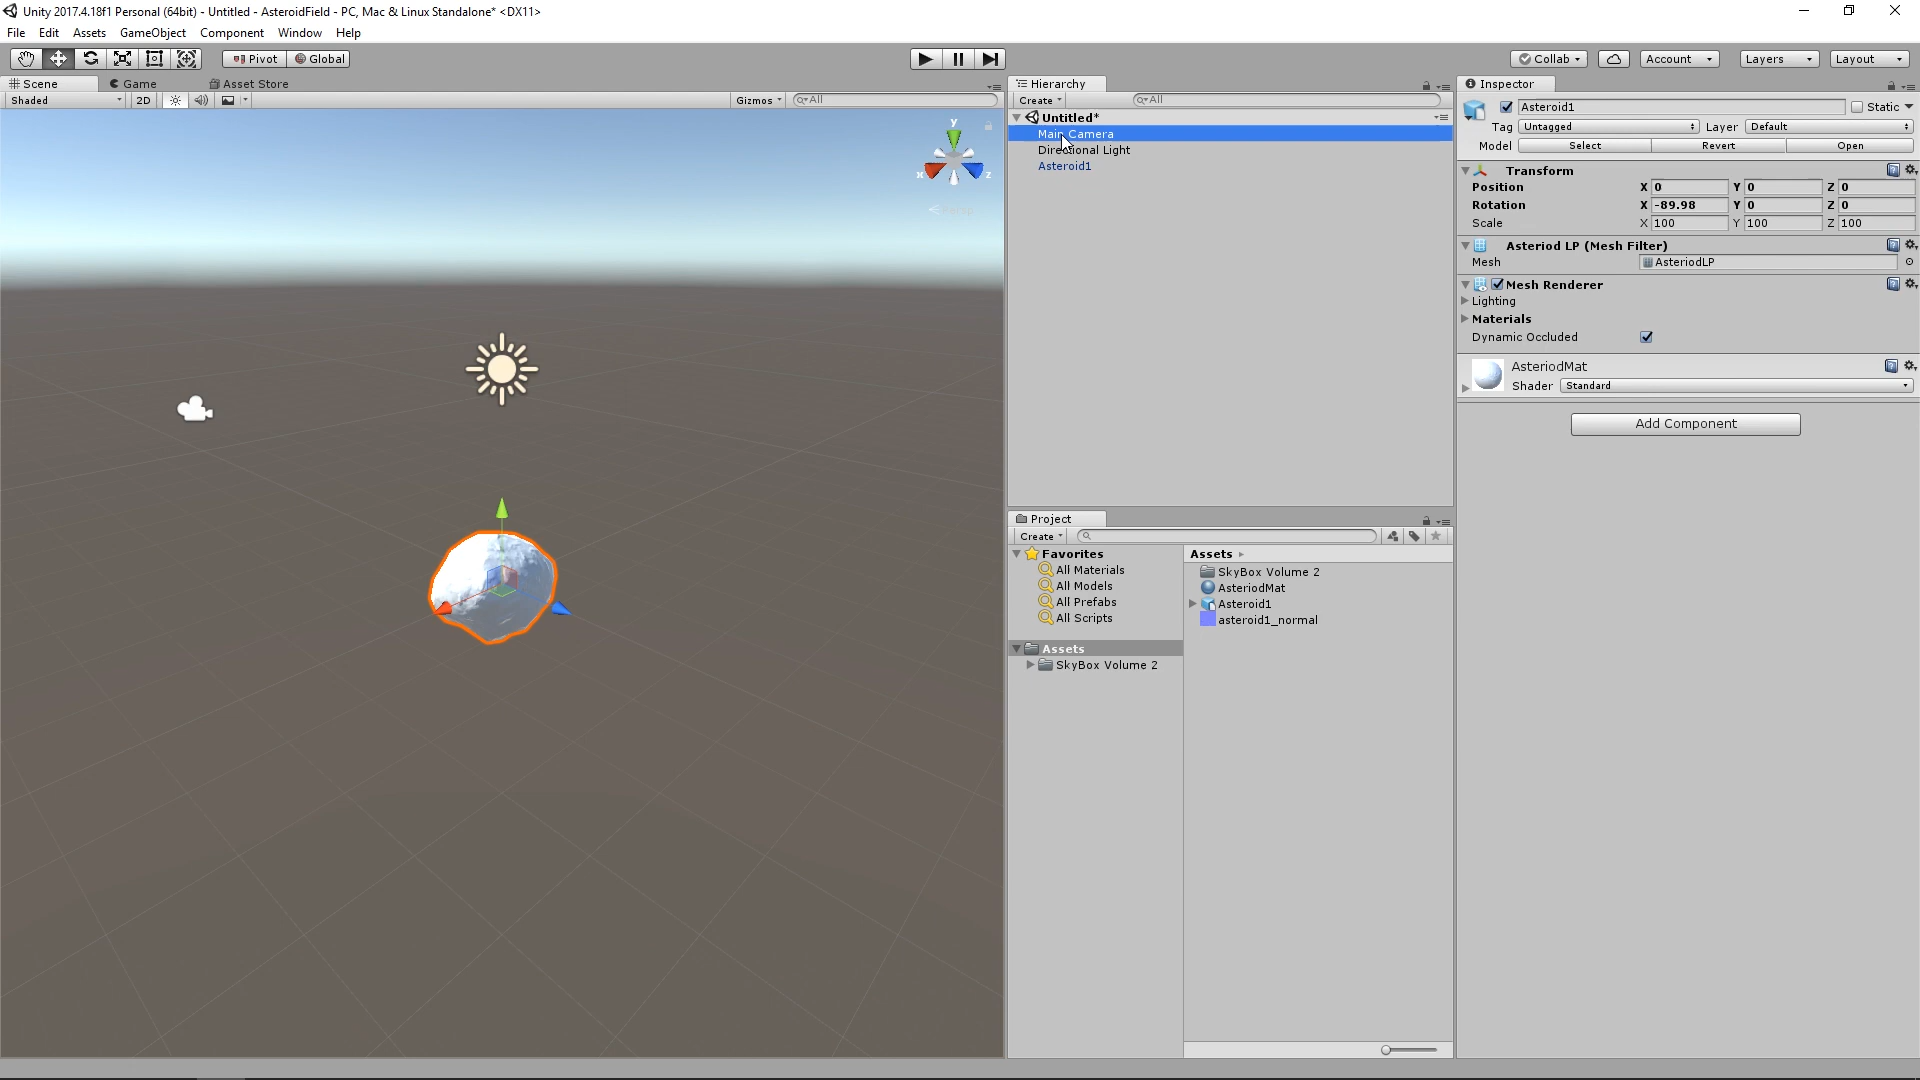 Unity 2017.4.18f1 Personal (64bit) - Untitled - AsteroidField - PC, Mac & Linux Standalone* <DX11>
File Edit Assets GameObject Component Window Help
Pivot Global Collab Account Layers Layout
Scene Game Asset Store
Shaded 2D Gizmos All
y
x z
Persp
Hierarchy
Create All
Untitled*
Main Camera
Directional Light
Asteroid1
Project
Create
Favorites
All Materials
All Models
All Prefabs
All Scripts
Assets
SkyBox Volume 2
Assets
SkyBox Volume 2
AsteriodMat
Asteroid1
asteroid1_normal
Inspector
Asteroid1 Static
Tag Untagged Layer Default
Model Select Revert Open
Transform
Position X 0 Y 0 Z 0
Rotation X -89.98 Y 0 Z 0
Scale X 100 Y 100 Z 100
Asteriod LP (Mesh Filter)
Mesh AsteriodLP
Mesh Renderer
Lighting
Materials
Dynamic Occluded
AsteriodMat
Shader Standard
Add Component